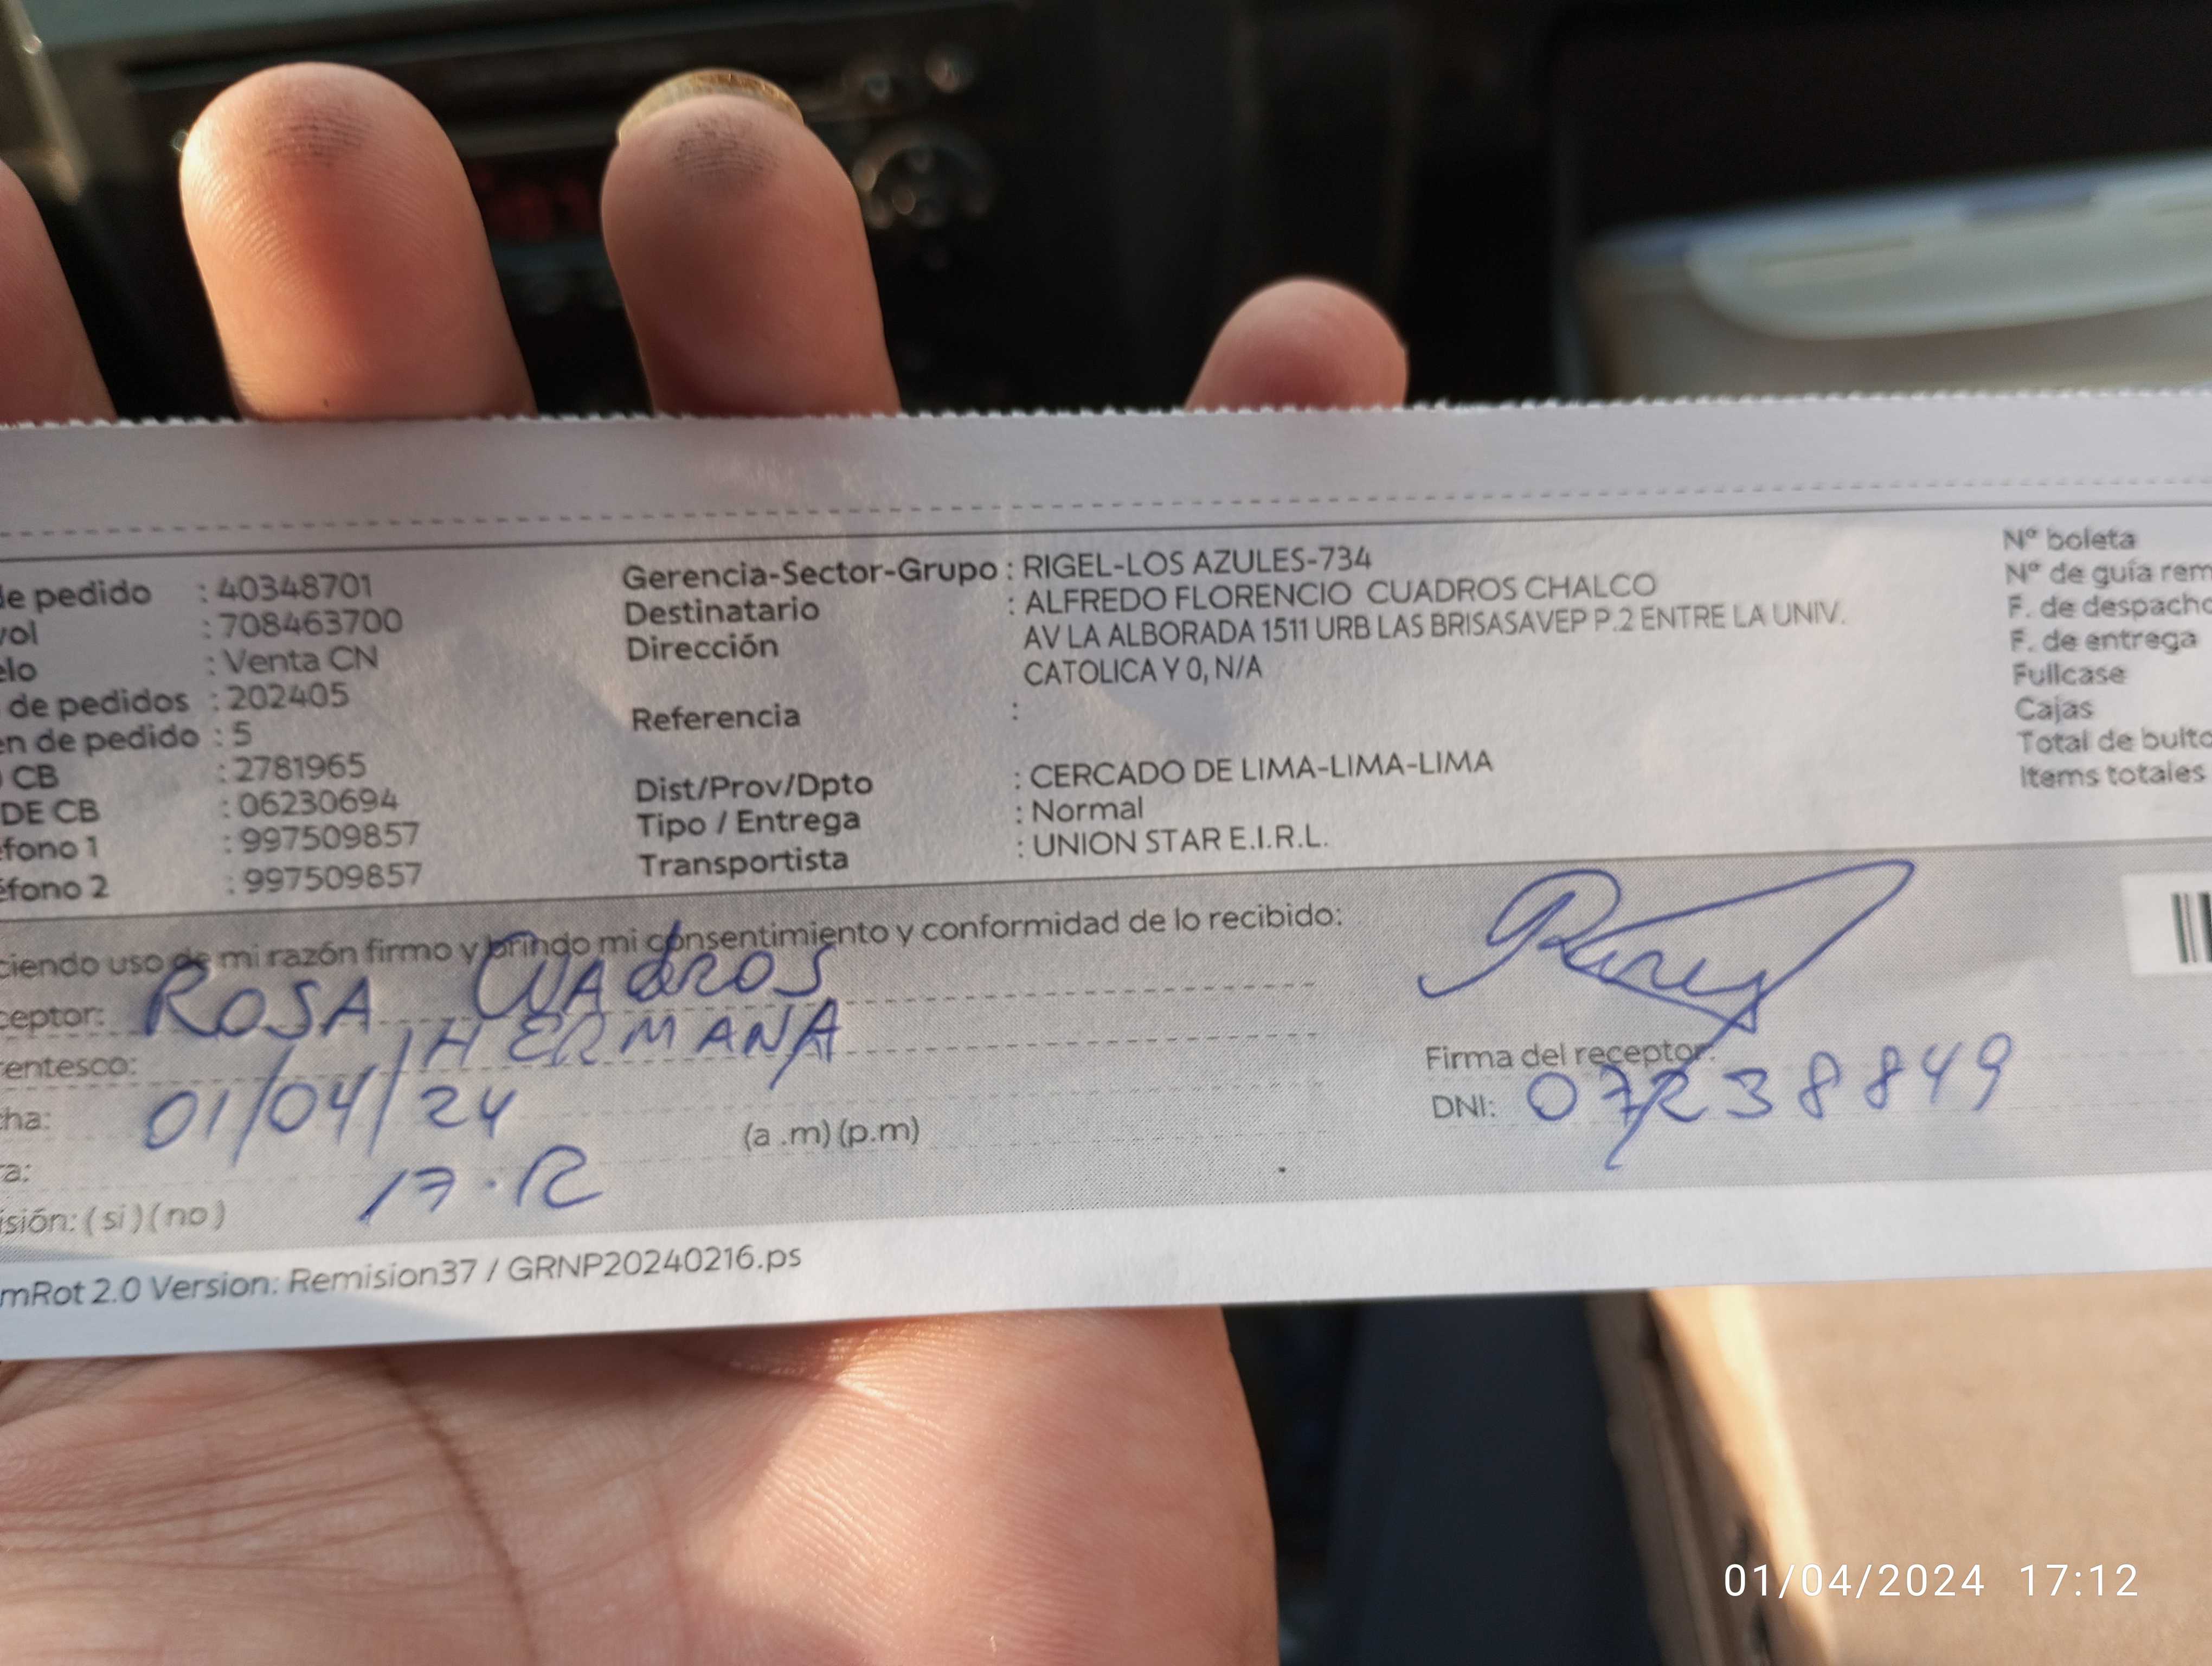 de pedido : 40348701
vol : 708463700
elo : Venta CN
de pedidos : 202405
en de pedido : 5
CB : 2781965
DE CB : 06230694
éfono 1 : 997509857
éfono 2 : 997509857
Gerencia-Sector-Grupo : RIGEL-LOS AZULES-734
Destinatario : ALFREDO FLORENCIO CUADROS CHALCO
Dirección AV LA ALBORADA 1511 URB LAS BRISASAVEP P.2 ENTRE LA UNIV.
CATOLICA Y 0, N/A
Referencia :
Dist/Prov/Dpto : CERCADO DE LIMA-LIMA-LIMA
Tipo / Entrega : Normal
Transportista : UNION STAR E.I.R.L.
Nº boleta
Nº de guía rem
F. de despacho
F. de entrega
Fullcase
Cajas
Total de bulto
Items totales
ciendo uso de mi razón firmo y brindo mi consentimiento y conformidad de lo recibido:
ceptor: ROSA CUAdROS
rentesco: HERMANA
cha: 01/04/24
ra: 17.12 (a .m) (p.m)
isión: ( si ) ( no )
Firma del receptor:
DNI: 07238849
mRot 2.0 Version: Remision37 / GRNP20240216.ps
01/04/2024 17:12